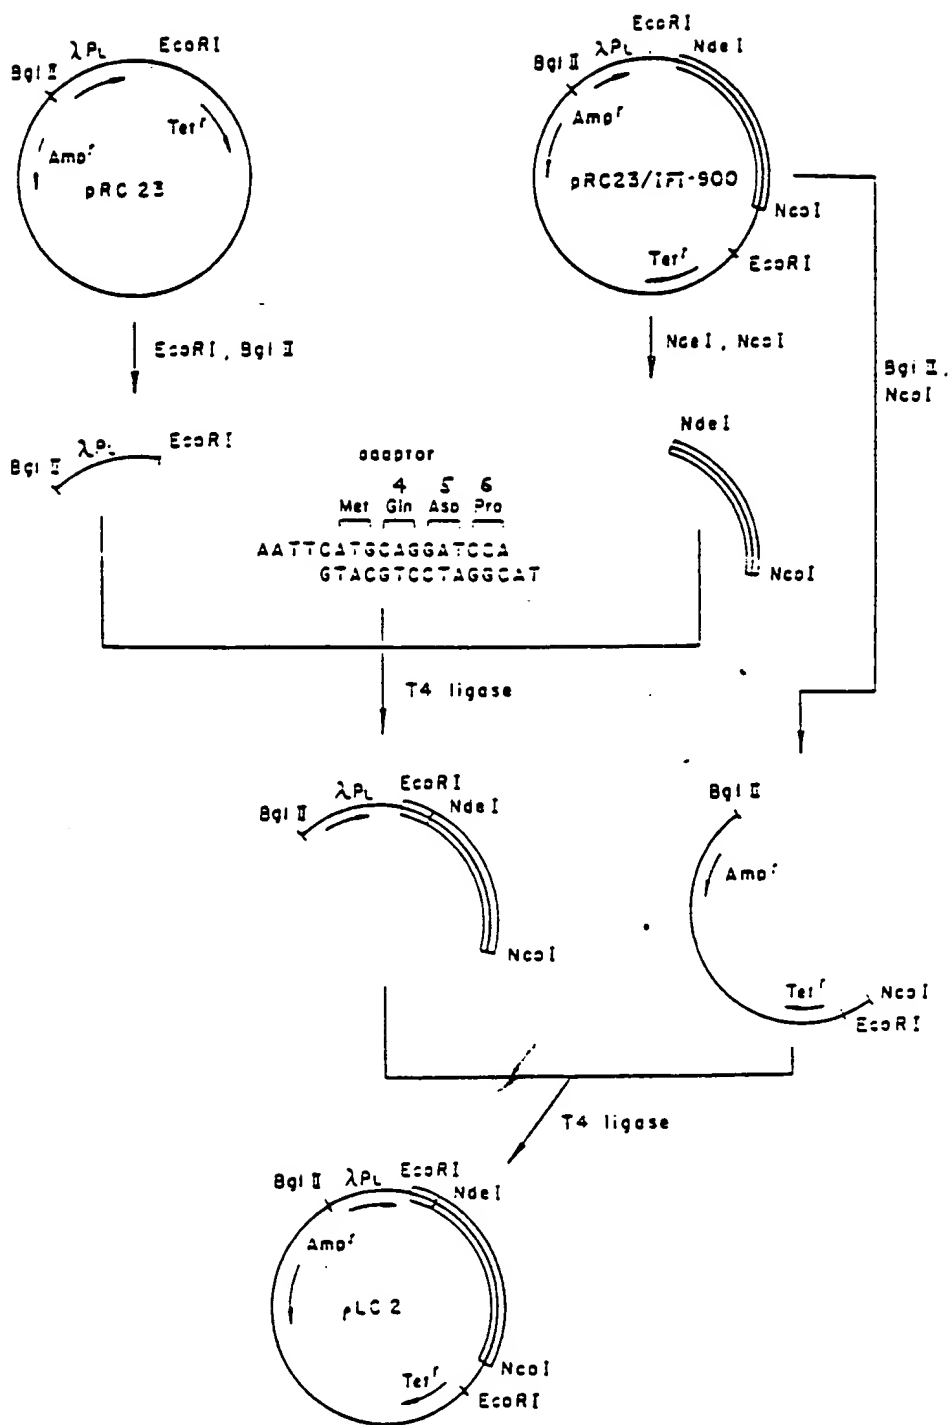 λPL EcoRI
Bgl II
Tetr
Ampr
pRC 23
EcoRI
λPL NdeI
Bgl II
Ampr
pRC23/IFI-900
NcoI
EcoRI
Tetr
EcoRI, Bgl II
NdeI, NcoI
Bgl II,
NcoI
λPL EcoRI
Bgl II
adaptor
4 5 6
Met Gln Asp Pro
AATTCATGCAGGATCCA
GTACGTCCTAGGCAT
NdeI
NcoI
T4 ligase
λPL EcoRI
Bgl II NdeI
NcoI
Bgl II
Ampr
Tetr NcoI
EcoRI
T4 ligase
Bgl II λPL EcoRI
NdeI
Ampr
pLC 2
NcoI
Tetr EcoRI